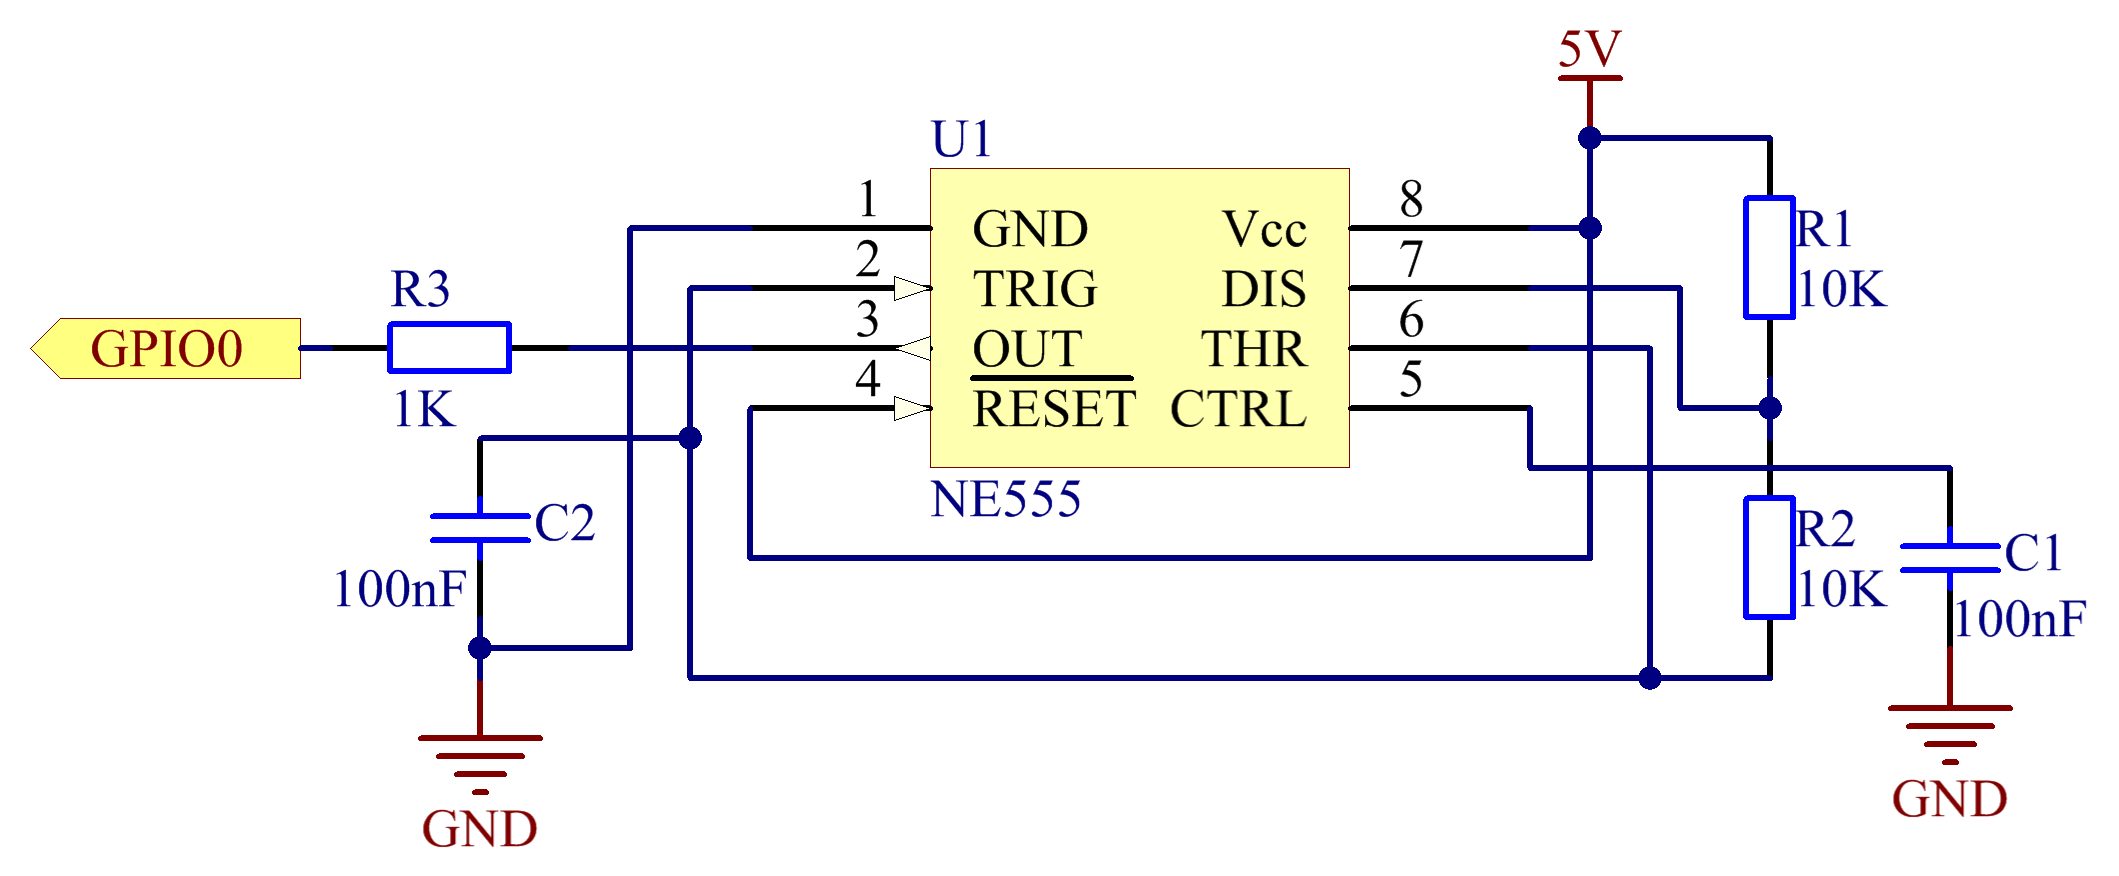 5V
U1
1
8
GND
Vcc
R1
2
7
R3
TRIG
DIS
10K
3
6
GPIO0
OUT
THR
4
5
1K
RESET
CTRL
NE555
C2
R2
C1
100nF
10K
100nF
GND
GND